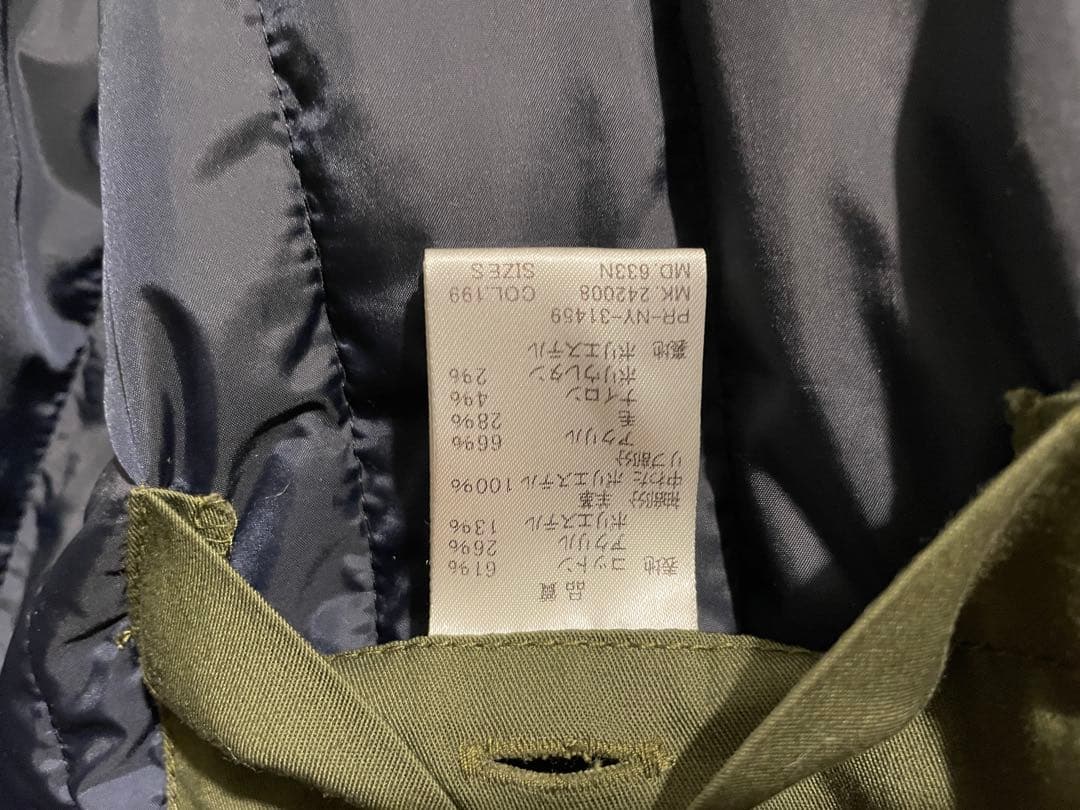 品質
表地 コットン 61%
アクリル 26%
ポリエステル 13%
袖部分 羊革
中わた ポリエステル 100%
リブ部分
アクリル 66%
毛 28%
ナイロン 4%
ポリウレタン 2%
裏地 ポリエステル
PR-NY-31459
MK 242008 COL.199
MD 633N SIZE S